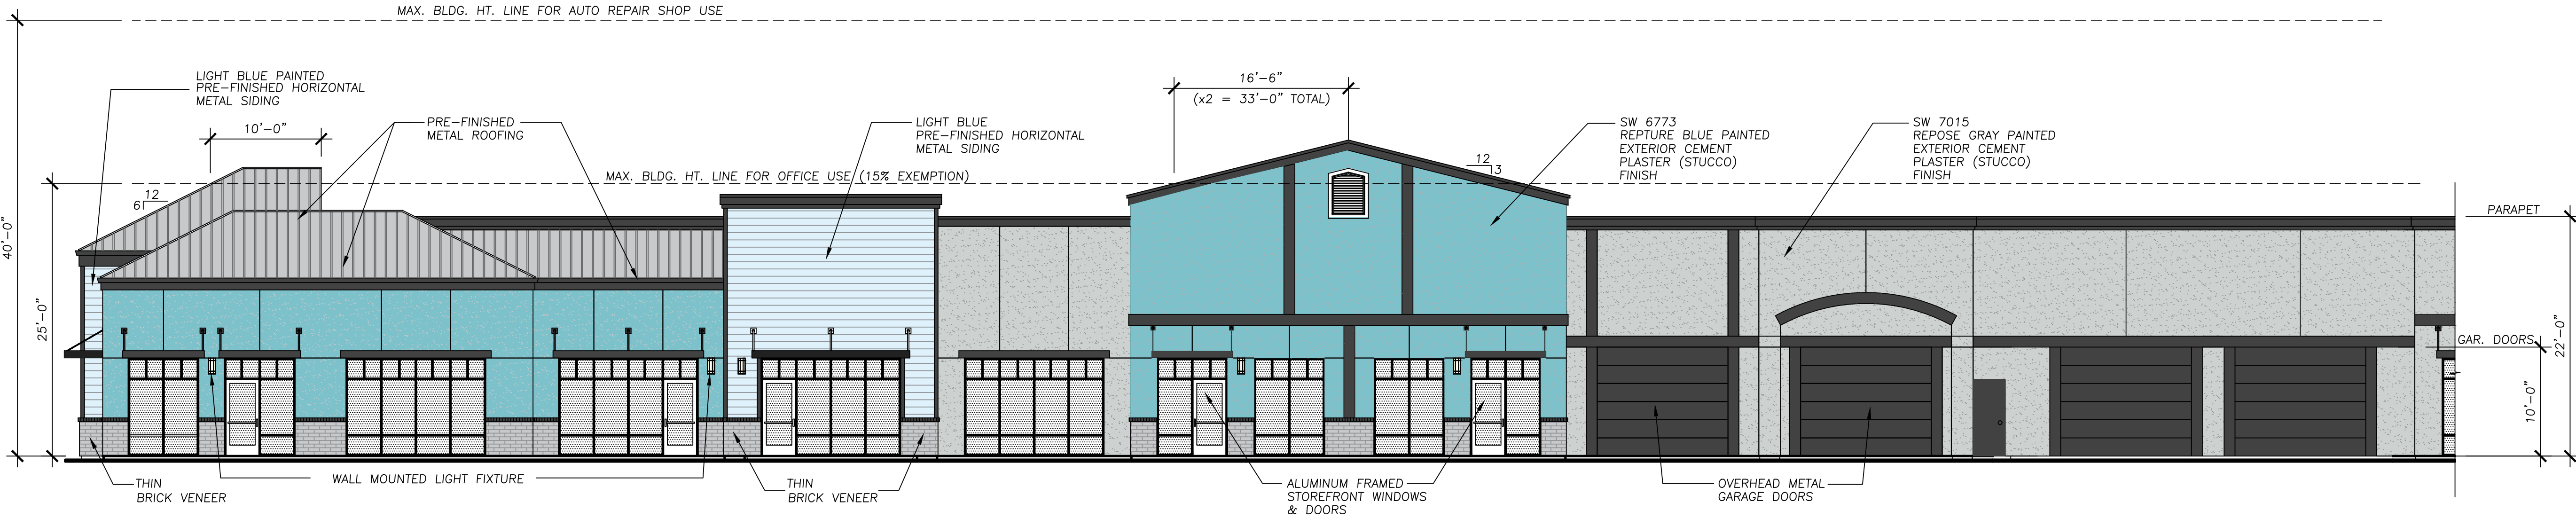 MAX. BLDG. HT. LINE FOR AUTO REPAIR SHOP USE
LIGHT BLUE PAINTED
PRE-FINISHED HORIZONTAL
METAL SIDING
10'-0"
PRE-FINISHED
METAL ROOFING
LIGHT BLUE
PRE-FINISHED HORIZONTAL
METAL SIDING
16'-6"
(x2 = 33'-0" TOTAL)
SW 6773
REPTURE BLUE PAINTED
EXTERIOR CEMENT
PLASTER (STUCCO)
FINISH
SW 7015
REPOSE GRAY PAINTED
EXTERIOR CEMENT
PLASTER (STUCCO)
FINISH
MAX. BLDG. HT. LINE FOR OFFICE USE (15% EXEMPTION)
12
3
12
6
40'-0"
25'-0"
PARAPET
GAR. DOORS
22'-0"
10'-0"
THIN
BRICK VENEER
WALL MOUNTED LIGHT FIXTURE
THIN
BRICK VENEER
ALUMINUM FRAMED
STOREFRONT WINDOWS
& DOORS
OVERHEAD METAL
GARAGE DOORS